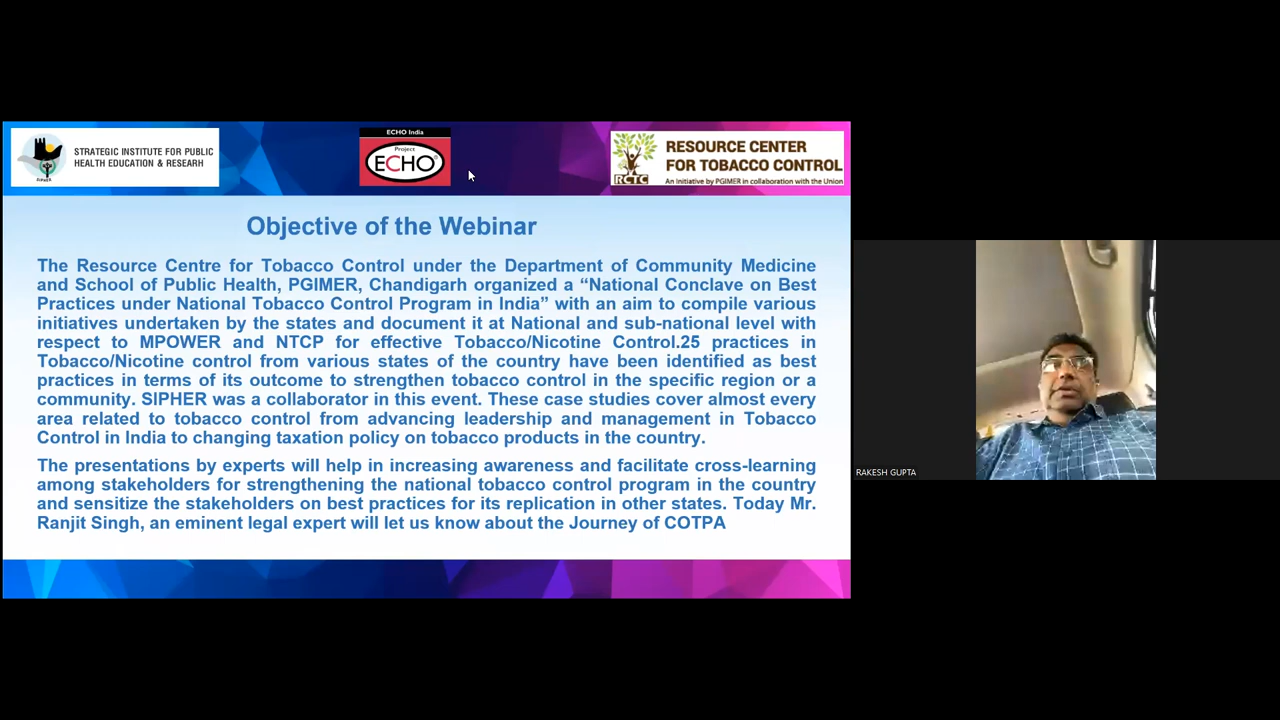 STRATEGIC INSTITUTE FOR PUBLIC
HEALTH EDUCATION & RESEARH
SIPHER
ECHO India
Project
ECHO®
RCTC
RESOURCE CENTER
FOR TOBACCO CONTROL
An Initiative by PGIMER in collaboration with the Union
Objective of the Webinar
The Resource Centre for Tobacco Control under the Department of Community Medicine
and School of Public Health, PGIMER, Chandigarh organized a “National Conclave on Best
Practices under National Tobacco Control Program in India” with an aim to compile various
initiatives undertaken by the states and document it at National and sub-national level with
respect to MPOWER and NTCP for effective Tobacco/Nicotine Control.25 practices in
Tobacco/Nicotine control from various states of the country have been identified as best
practices in terms of its outcome to strengthen tobacco control in the specific region or a
community. SIPHER was a collaborator in this event. These case studies cover almost every
area related to tobacco control from advancing leadership and management in Tobacco
Control in India to changing taxation policy on tobacco products in the country.
The presentations by experts will help in increasing awareness and facilitate cross-learning
among stakeholders for strengthening the national tobacco control program in the country
and sensitize the stakeholders on best practices for its replication in other states. Today Mr.
Ranjit Singh, an eminent legal expert will let us know about the Journey of COTPA
RAKESH GUPTA